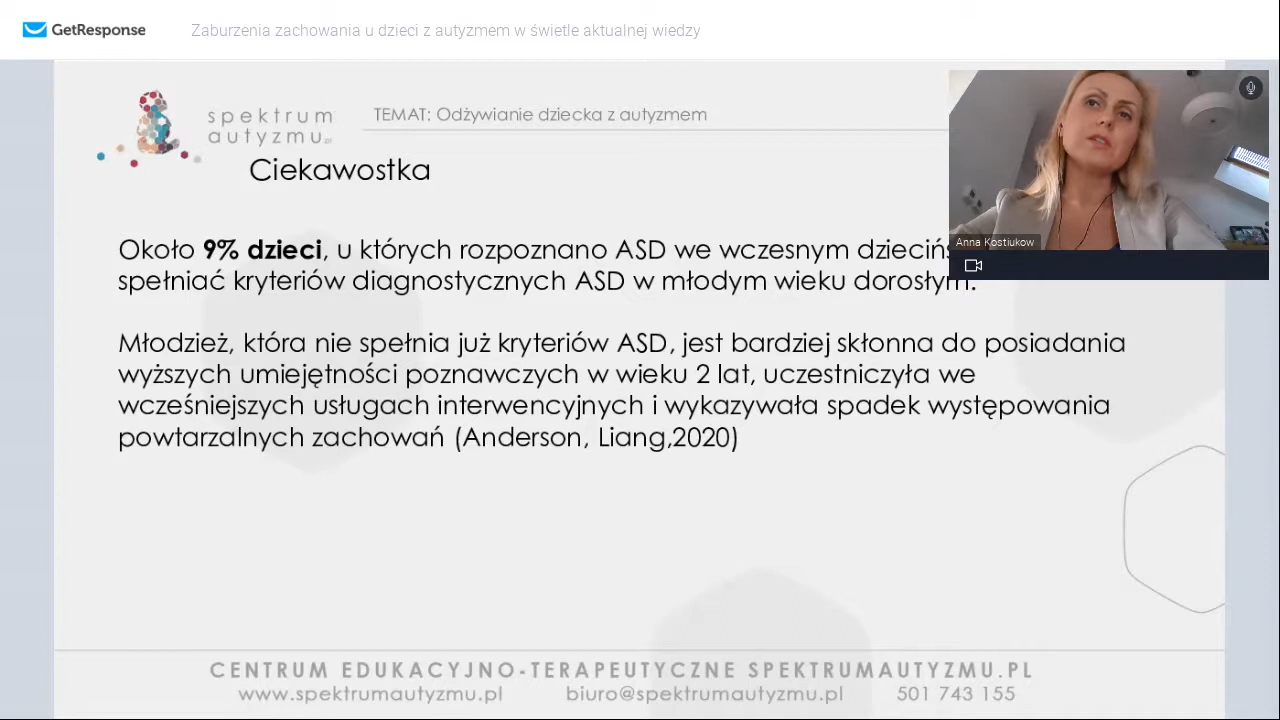 GetResponse
Zaburzenia zachowania u dzieci z autyzmem w świetle aktualnej wiedzy
spektrum
autyzmu.pl
TEMAT: Odżywianie dziecka z autyzmem
Ciekawostka
Anna Kostiukow
Około 9% dzieci, u których rozpoznano ASD we wczesnym
spełniać kryteriów diagnostycznych ASD w młodym wieku dorosłym.
Młodzież, która nie spełnia już kryteriów ASD, jest bardziej skłonna do posiadania
wyższych umiejętności poznawczych w wieku 2 lat, uczestniczyła we
wcześniejszych usługach interwencyjnych i wykazywała spadek występowania
powtarzalnych zachowań (Anderson, Liang,2020)
CENTRUM EDUKACYJNO-TERAPEUTYCZNE SPEKTRUMAUTYZMU.PL
www.spektrumautyzmu.pl biuro@spektrumautyzmu.pl 501 743 155